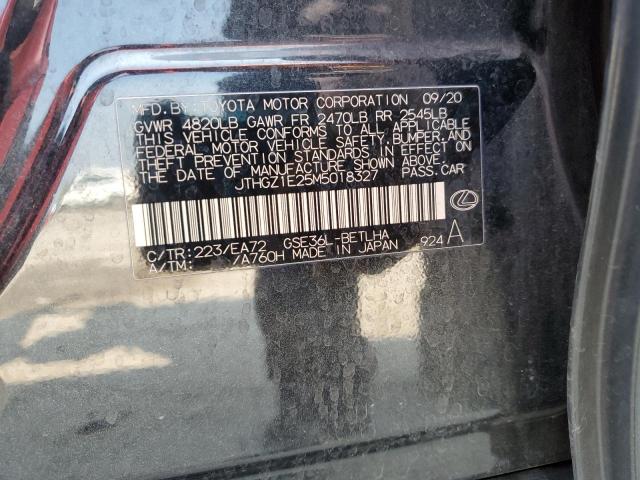 MFD.BY:TOYOTA MOTOR CORPORATION 09/20
GVWR 4820LB GAWR FR 2470LB RR 2545LB
THIS VEHICLE CONFORMS TO ALL APPLICABLE
FEDERAL MOTOR VEHICLE SAFETY,BUMPER,AND
THEFT PREVENTION STANDARDS IN EFFECT ON
THE DATE OF MANUFACTURE SHOWN ABOVE.
JTHGZ1E25M5018327 PASS.CAR
C/TR:223/EA72 GSE36L-BETLHA
A/TM: /A760H MADE IN JAPAN 924 A